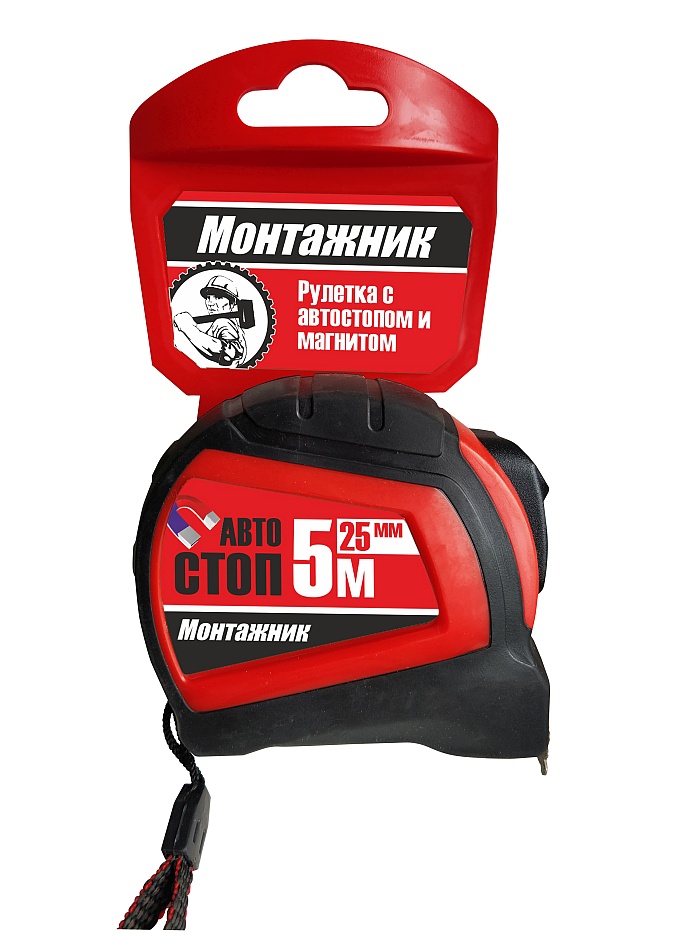 Монтажник
Рулетка с
автостопом и
магнитом
АВТО
СТОП
5 М
25 ММ
Монтажник